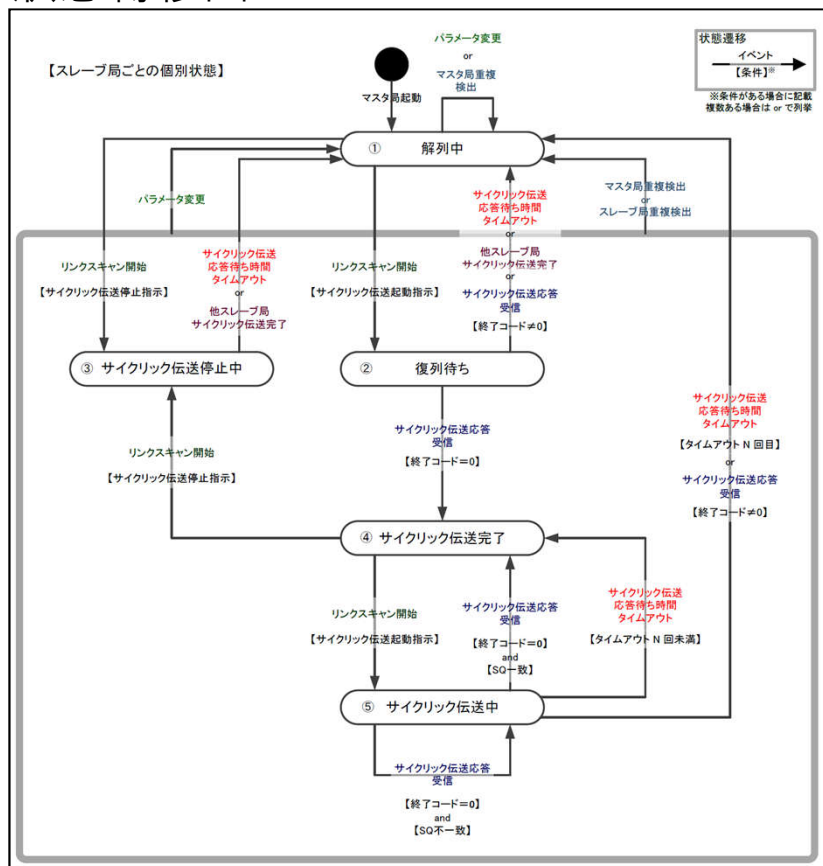 パラメータ変更
or
マスタ局重複
検出
状態遷移
イベント
【条件】※
※条件がある場合に記載
複数ある場合は or で列挙
【スレーブ局ごとの個別状態】
マスタ局起動
① 解列中
パラメータ変更
サイクリック伝送
応答待ち時間
タイムアウト
or
他スレーブ局
サイクリック伝送完了
or
サイクリック伝送応答
受信
【終了コード≠0】
マスタ局重複検出
or
スレーブ局重複検出
リンクスキャン開始
【サイクリック伝送停止指示】
サイクリック伝送
応答待ち時間
タイムアウト
or
他スレーブ局
サイクリック伝送完了
リンクスキャン開始
【サイクリック伝送起動指示】
③ サイクリック伝送停止中
② 復列待ち
サイクリック伝送
応答待ち時間
タイムアウト
【タイムアウト N 回目】
or
サイクリック伝送応答
受信
【終了コード≠0】
リンクスキャン開始
【サイクリック伝送停止指示】
サイクリック伝送応答
受信
【終了コード=0】
④ サイクリック伝送完了
リンクスキャン開始
【サイクリック伝送起動指示】
サイクリック伝送応答
受信
【終了コード=0】
and
【SQ一致】
サイクリック伝送
応答待ち時間
タイムアウト
【タイムアウト N 回未満】
⑤ サイクリック伝送中
サイクリック伝送応答
受信
【終了コード=0】
and
【SQ不一致】